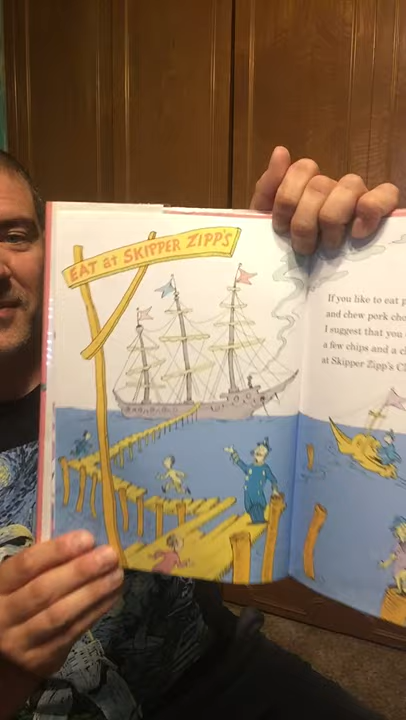 EAT at SKIPPER ZIPP'S
If you like to eat
and chew pork
I suggest that you
a few chips and a
at Skipper Zipp's